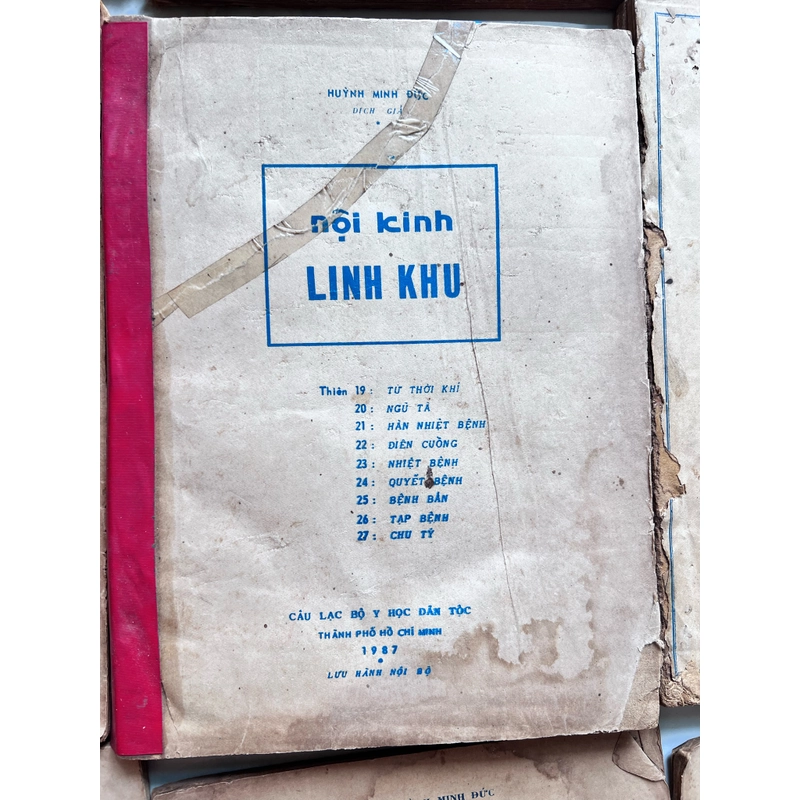 HUỲNH MINH ĐỨC
DỊCH GIẢ
nội kinh
LINH KHU
Thiên 19 : TỨ THỜI KHÍ
20 : NGŨ TÀ
21 : HÀN NHIỆT BỆNH
22 : ĐIÊN CUỒNG
23 : NHIỆT BỆNH
24 : QUYẾT BỆNH
25 : BỆNH BẢN
26 : TẠP BỆNH
27 : CHU TÝ
CÂU LẠC BỘ Y HỌC DÂN TỘC
THÀNH PHỐ HỒ CHÍ MINH
1987
LƯU HÀNH NỘI BỘ
MINH ĐỨC